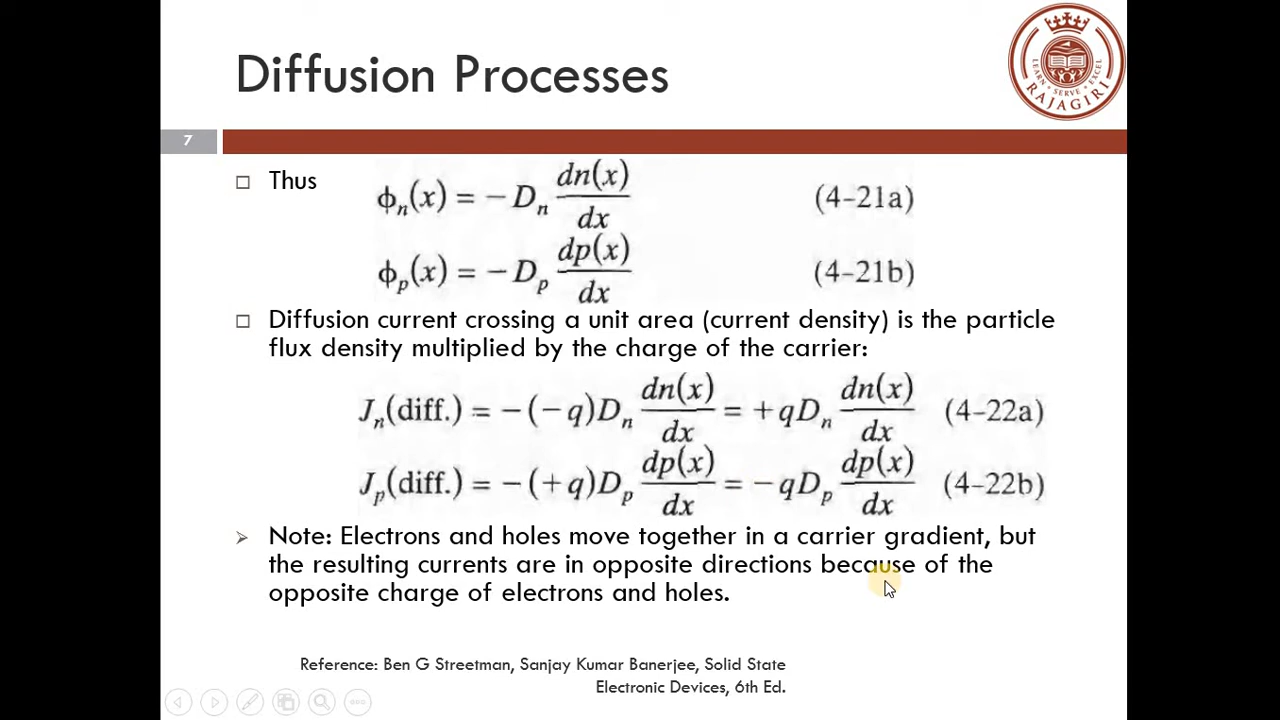 Diffusion Processes
LEARN • SERVE • EXCEL
RAJAGIRI
7
Thus
ϕₙ(x) = −Dₙ dn(x)/dx (4–21a)
ϕₚ(x) = −Dₚ dp(x)/dx (4–21b)
Diffusion current crossing a unit area (current density) is the particle
flux density multiplied by the charge of the carrier:
Jₙ(diff.) = −(−q)Dₙ dn(x)/dx = +qDₙ dn(x)/dx (4–22a)
Jₚ(diff.) = −(+q)Dₚ dp(x)/dx = −qDₚ dp(x)/dx (4–22b)
Note: Electrons and holes move together in a carrier gradient, but
the resulting currents are in opposite directions because of the
opposite charge of electrons and holes.
Reference: Ben G Streetman, Sanjay Kumar Banerjee, Solid State
Electronic Devices, 6th Ed.